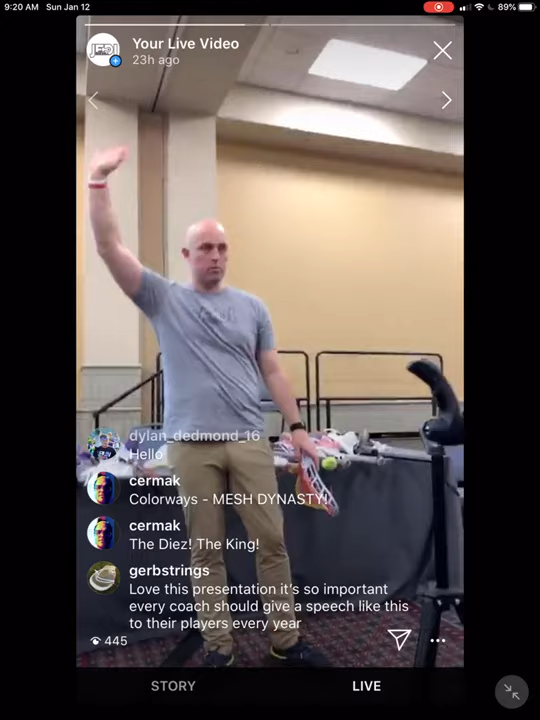 9:20 AM Sun Jan 12
89%
JEDI
Your Live Video
23h ago
dylan_dedmond_16
Hello
cermak
Colorways - MESH DYNASTY!
cermak
The Diez! The King!
gerbstrings
Love this presentation it's so important
every coach should give a speech like this
to their players every year
445
STORY
LIVE